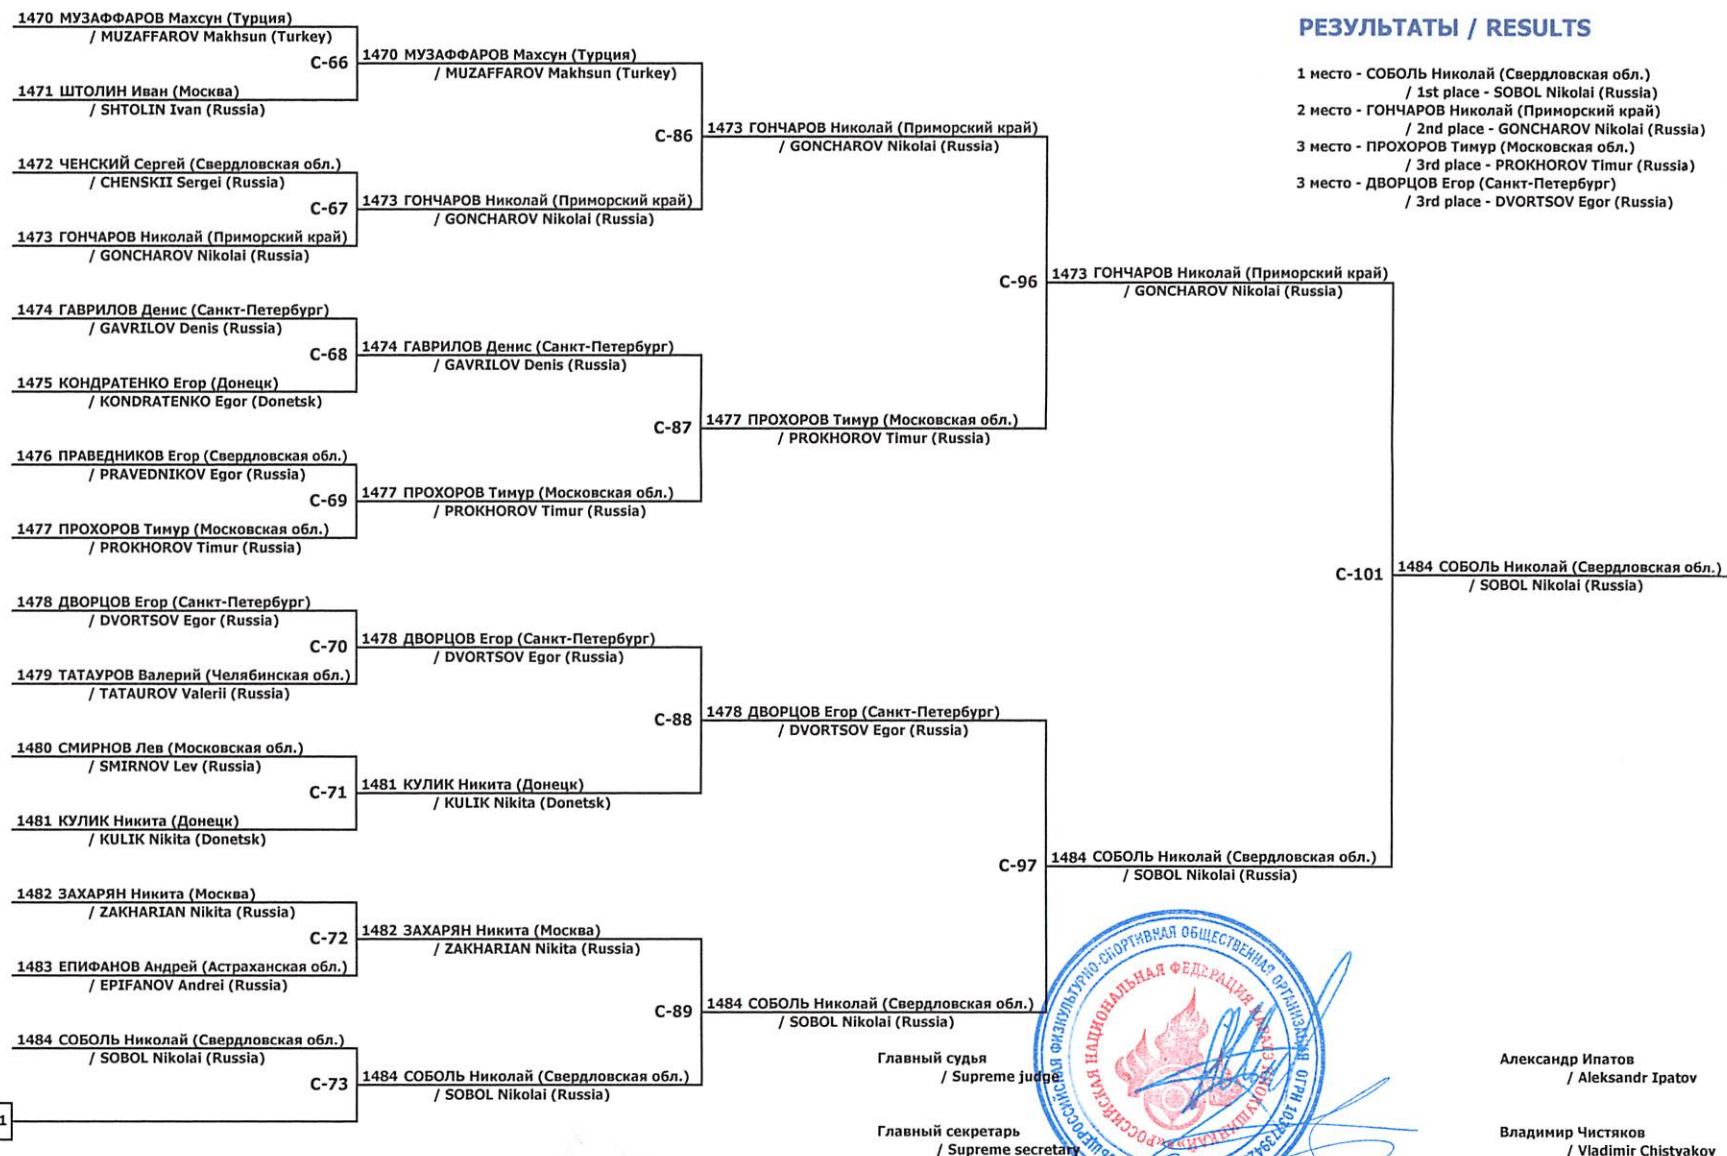 1470 МУЗАФФАРОВ Махсун (Турция)
/ MUZAFFAROV Makhsun (Turkey)
C-66
1471 ШТОЛИН Иван (Москва)
/ SHTOLIN Ivan (Russia)
1472 ЧЕНСКИЙ Сергей (Свердловская обл.)
/ CHENSKII Sergei (Russia)
C-67
1473 ГОНЧАРОВ Николай (Приморский край)
/ GONCHAROV Nikolai (Russia)
1474 ГАВРИЛОВ Денис (Санкт-Петербург)
/ GAVRILOV Denis (Russia)
C-68
1475 КОНДРАТЕНКО Егор (Донецк)
/ KONDRATENKO Egor (Donetsk)
1476 ПРАВЕДНИКОВ Егор (Свердловская обл.)
/ PRAVEDNIKOV Egor (Russia)
C-69
1477 ПРОХОРОВ Тимур (Московская обл.)
/ PROKHOROV Timur (Russia)
1478 ДВОРЦОВ Егор (Санкт-Петербург)
/ DVORTSOV Egor (Russia)
C-70
1479 ТАТАУРОВ Валерий (Челябинская обл.)
/ TATAUROV Valerii (Russia)
1480 СМИРНОВ Лев (Московская обл.)
/ SMIRNOV Lev (Russia)
C-71
1481 КУЛИК Никита (Донецк)
/ KULIK Nikita (Donetsk)
1482 ЗАХАРЯН Никита (Москва)
/ ZAKHARIAN Nikita (Russia)
C-72
1483 ЕПИФАНОВ Андрей (Астраханская обл.)
/ EPIFANOV Andrei (Russia)
1484 СОБОЛЬ Николай (Свердловская обл.)
/ SOBOL Nikolai (Russia)
C-73
1
1470 МУЗАФФАРОВ Махсун (Турция)
/ MUZAFFAROV Makhsun (Turkey)
C-86
1473 ГОНЧАРОВ Николай (Приморский край)
/ GONCHAROV Nikolai (Russia)
1474 ГАВРИЛОВ Денис (Санкт-Петербург)
/ GAVRILOV Denis (Russia)
C-87
1477 ПРОХОРОВ Тимур (Московская обл.)
/ PROKHOROV Timur (Russia)
1478 ДВОРЦОВ Егор (Санкт-Петербург)
/ DVORTSOV Egor (Russia)
C-88
1481 КУЛИК Никита (Донецк)
/ KULIK Nikita (Donetsk)
1482 ЗАХАРЯН Никита (Москва)
/ ZAKHARIAN Nikita (Russia)
C-89
1484 СОБОЛЬ Николай (Свердловская обл.)
/ SOBOL Nikolai (Russia)
1473 ГОНЧАРОВ Николай (Приморский край)
/ GONCHAROV Nikolai (Russia)
C-96
1477 ПРОХОРОВ Тимур (Московская обл.)
/ PROKHOROV Timur (Russia)
1478 ДВОРЦОВ Егор (Санкт-Петербург)
/ DVORTSOV Egor (Russia)
C-97
1484 СОБОЛЬ Николай (Свердловская обл.)
/ SOBOL Nikolai (Russia)
1473 ГОНЧАРОВ Николай (Приморский край)
/ GONCHAROV Nikolai (Russia)
C-101
1484 СОБОЛЬ Николай (Свердловская обл.)
/ SOBOL Nikolai (Russia)
1484 СОБОЛЬ Николай (Свердловская обл.)
/ SOBOL Nikolai (Russia)
РЕЗУЛЬТАТЫ / RESULTS
1 место - СОБОЛЬ Николай (Свердловская обл.)
/ 1st place - SOBOL Nikolai (Russia)
2 место - ГОНЧАРОВ Николай (Приморский край)
/ 2nd place - GONCHAROV Nikolai (Russia)
3 место - ПРОХОРОВ Тимур (Московская обл.)
/ 3rd place - PROKHOROV Timur (Russia)
3 место - ДВОРЦОВ Егор (Санкт-Петербург)
/ 3rd place - DVORTSOV Egor (Russia)
Главный судья
/ Supreme judge
Александр Ипатов
/ Aleksandr Ipatov
Главный секретарь
/ Supreme secretary
Владимир Чистяков
/ Vladimir Chistyakov
ОБЩЕРОССИЙСКАЯ ФИЗКУЛЬТУРНО-СПОРТИВНАЯ ОБЩЕСТВЕННАЯ ОРГАНИЗАЦИЯ ОГРН
РОССИЙСКАЯ НАЦИОНАЛЬНАЯ ФЕДЕРАЦИЯ КАРАТЭ КИОКУШИНКАЙ